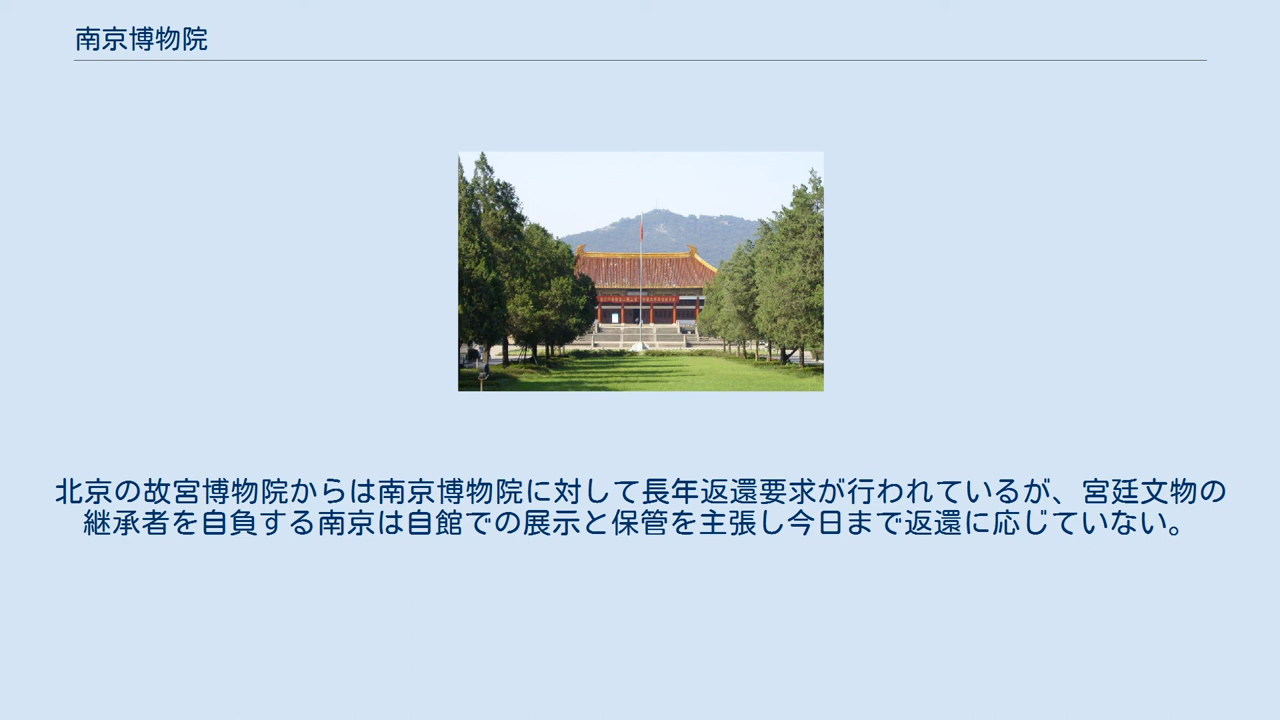 南京博物院
北京の故宮博物院からは南京博物院に対して長年返還要求が行われているが、宮廷文物の
継承者を自負する南京は自館での展示と保管を主張し今日まで返還に応じていない。